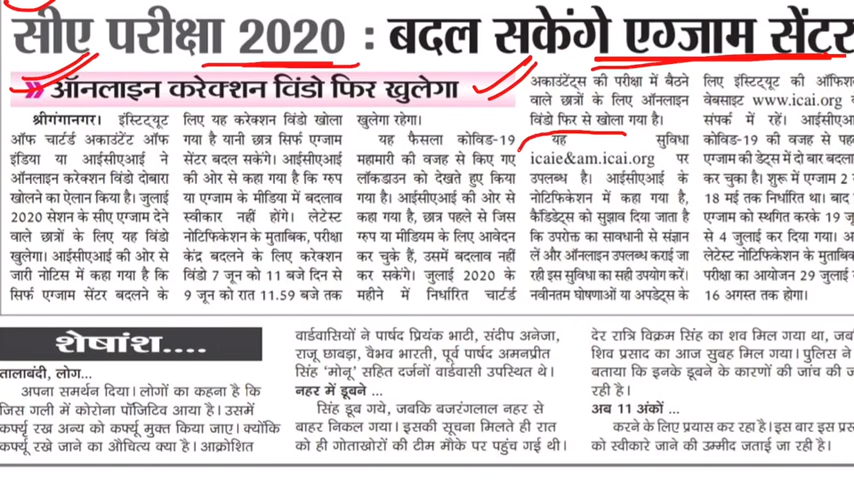 सीए परीक्षा 2020 : बदल सकेंगे एग्जाम सेंटर
» ऑनलाइन करेक्शन विंडो फिर खुलेगा
श्रीगंगानगर। इंस्टिट्यूट
ऑफ चार्टर्ड अकाउंटेंट ऑफ
इंडिया या आईसीएआई ने
ऑनलाइन करेक्शन विंडो दोबारा
खोलने का ऐलान किया है। जुलाई
2020 सेशन के सीए एग्जाम देने
वाले छात्रों के लिए यह विंडो
खुलेगा। आईसीएआई की ओर से
जारी नोटिस में कहा गया है कि
सिर्फ एग्जाम सेंटर बदलने के
लिए यह करेक्शन विंडो खोला
गया है यानी छात्र सिर्फ एग्जाम
सेंटर बदल सकेंगे। आईसीएआई
की ओर से कहा गया है कि ग्रुप
या एग्जाम के मीडिया में बदलाव
स्वीकार नहीं होंगे। लेटेस्ट
नोटिफिकेशन के मुताबिक, परीक्षा
केंद्र बदलने के लिए करेक्शन
विंडो 7 जून को 11 बजे दिन से
9 जून को रात 11.59 बजे तक
खुलेगा रहेगा।
यह फैसला कोविड-19
महामारी की वजह से किए गए
लॉकडाउन को देखते हुए किया
गया है। आईसीएआई की ओर से
कहा गया है, छात्र पहले से जिस
ग्रुप या मीडियम के लिए आवेदन
कर चुके हैं, उसमें बदलाव नहीं
कर सकेंगे। जुलाई 2020 के
महीने में निर्धारित चार्टर्ड
अकाउंटेंट्स की परीक्षा में बैठने
वाले छात्रों के लिए ऑनलाइन
विंडो फिर से खोला गया है।
यह सुविधा
icaie&am.icai.org पर
उपलब्ध है। आईसीएआई के
नोटिफिकेशन में कहा गया है,
कैडिडेट्स को सुझाव दिया जाता है
कि उपरोक्त का सावधानी से संज्ञान
लें और ऑनलाइन उपलब्ध कराई जा
रही इस सुविधा का सही उपयोग करें।
नवीनतम घोषणाओं या अपडेट्स के
लिए इंस्टिट्यूट की ऑफिश
वेबसाइट www.icai.org व
संपर्क में रहें। आईसीएअ
कोविड-19 की वजह से पह
एग्जाम की डेट्स में दो बार बदल
कर चुका है। शुरू में एग्जाम 2
18 मई तक निर्धारित था। बाद
एग्जाम को स्थगित करके 19 जू
से 4 जुलाई कर दिया गया। अ
लेटेस्ट नोटिफिकेशन के मुताबि
परीक्षा का आयोजन 29 जुलाई
16 अगस्त तक होगा।
शेषांश....
तालाबंदी, लोग...
अपना समर्थन दिया। लोगों का कहना है कि
जिस गली में कोरोना पॉजिटिव आया है। उसमें
कर्फ्यू रख अन्य को कर्फ्यू मुक्त किया जाए। क्योंकि
कर्फ्यू रखे जाने का औचित्य क्या है। आक्रोशित
वार्डवासियों ने पार्षद प्रियंक भाटी, संदीप अनेजा,
राजू छाबड़ा, वैभव भारती, पूर्व पार्षद अमनप्रीत
सिंह 'मोनू' सहित दर्जनों वार्डवासी उपस्थित थे।
नहर में डूबने ...
सिंह डूब गये, जबकि बजरंगलाल नहर से
बाहर निकल गया। इसकी सूचना मिलते ही रात
को ही गोताखोरों की टीम मौके पर पहुंच गई थी।
देर रात्रि विक्रम सिंह का शव मिल गया था, जब
शिव प्रसाद का आज सुबह मिल गया। पुलिस ने
बताया कि इनके डूबने के कारणों की जांच की ज
रही है।
अब 11 अंकों ...
करने के लिए प्रयास कर रहा है। इस बार इस प्रस
को स्वीकारे जाने की उम्मीद जताई जा रही है।